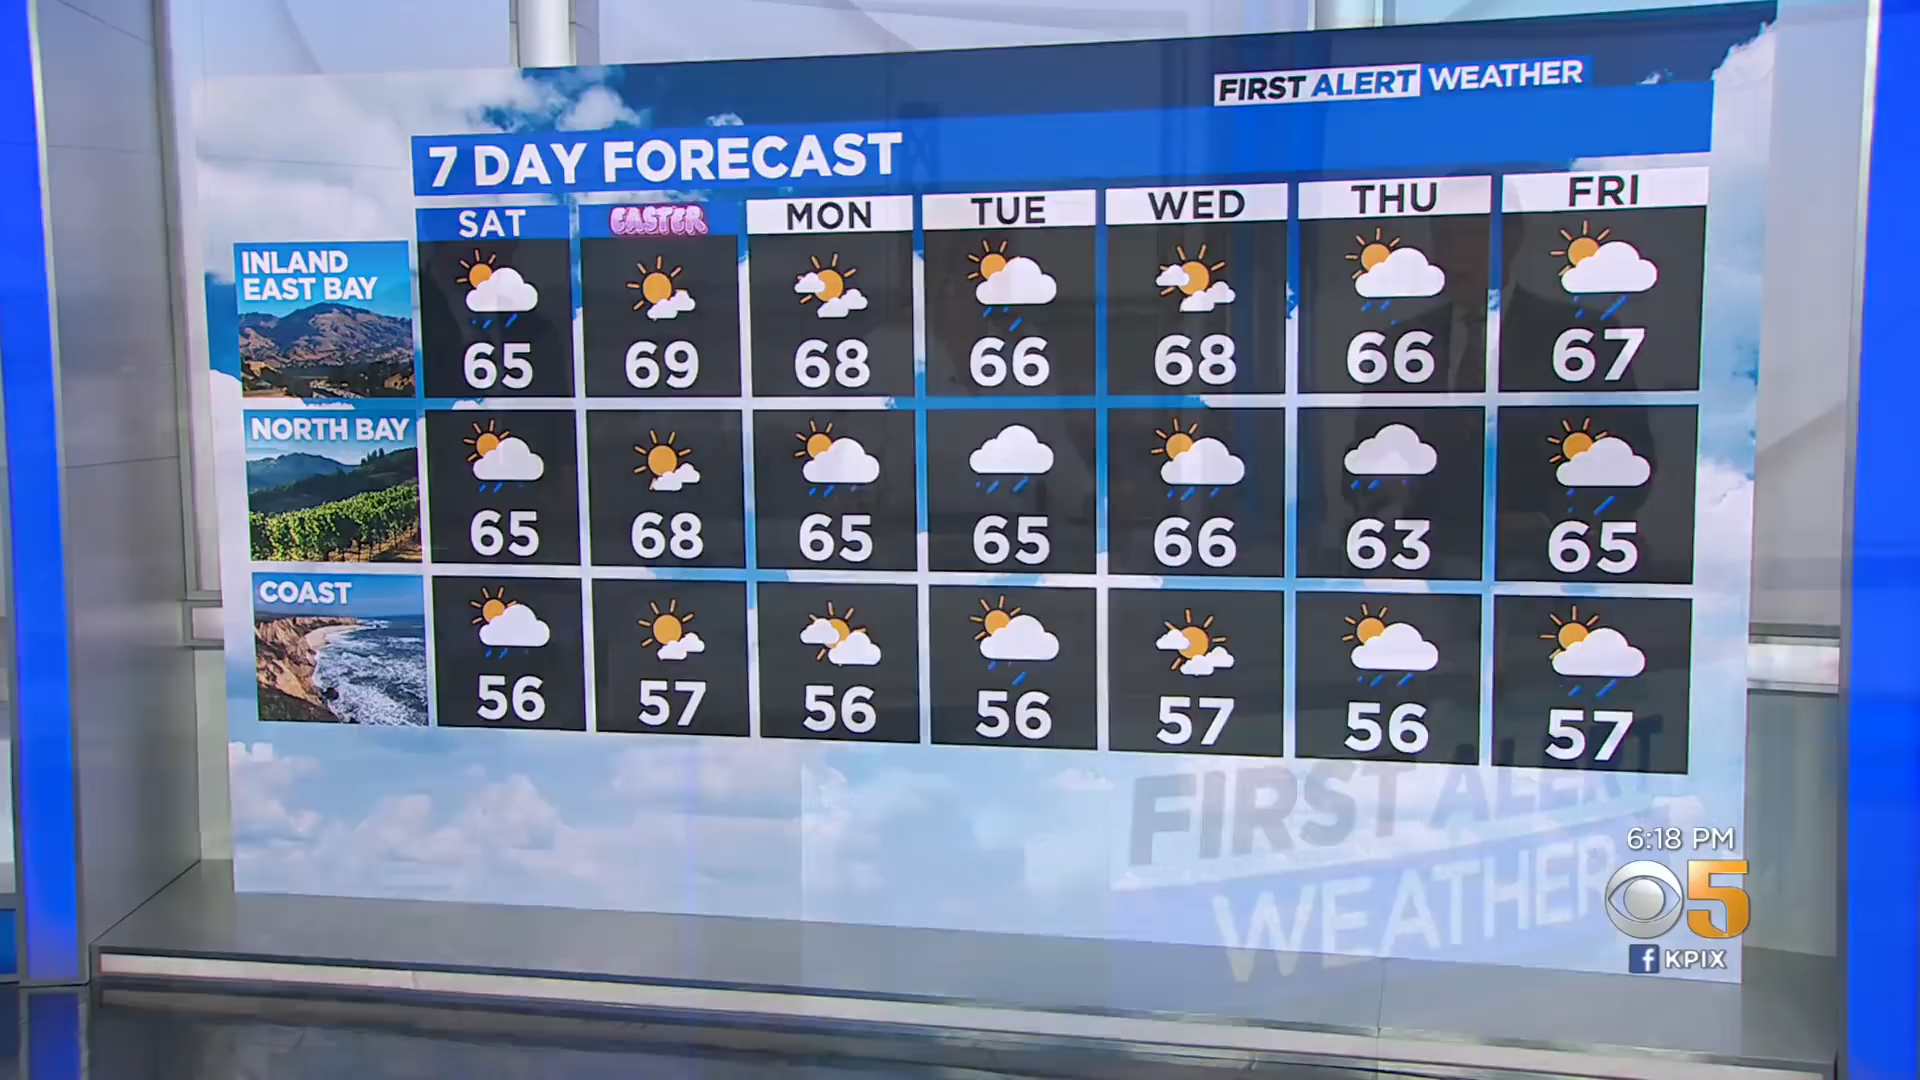 FIRST ALERT WEATHER
7 DAY FORECAST
SAT EASTER MON TUE WED THU FRI
INLAND
EAST BAY
65 69 68 66 68 66 67
NORTH BAY
65 68 65 65 66 63 65
COAST
56 57 56 56 57 56 57
FIRST ALERT
WEATHER
6:18 PM
5
f KPIX